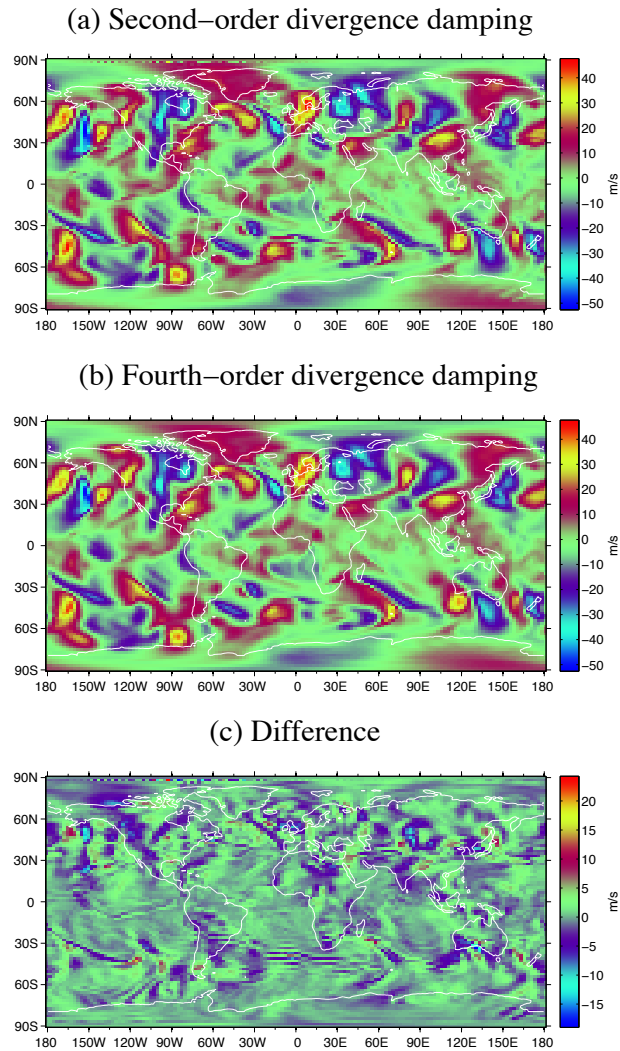 (a) Second−order divergence damping
90N
60N
30N
0
30S
60S
90S
180 150W 120W 90W 60W 30W 0 30E 60E 90E 120E 150E 180
40
30
20
10
0
−10
−20
−30
−40
−50
m/s
(b) Fourth−order divergence damping
90N
60N
30N
0
30S
60S
90S
180 150W 120W 90W 60W 30W 0 30E 60E 90E 120E 150E 180
40
30
20
10
0
−10
−20
−30
−40
−50
m/s
(c) Difference
90N
60N
30N
0
30S
60S
90S
180 150W 120W 90W 60W 30W 0 30E 60E 90E 120E 150E 180
20
15
10
5
0
−5
−10
−15
m/s